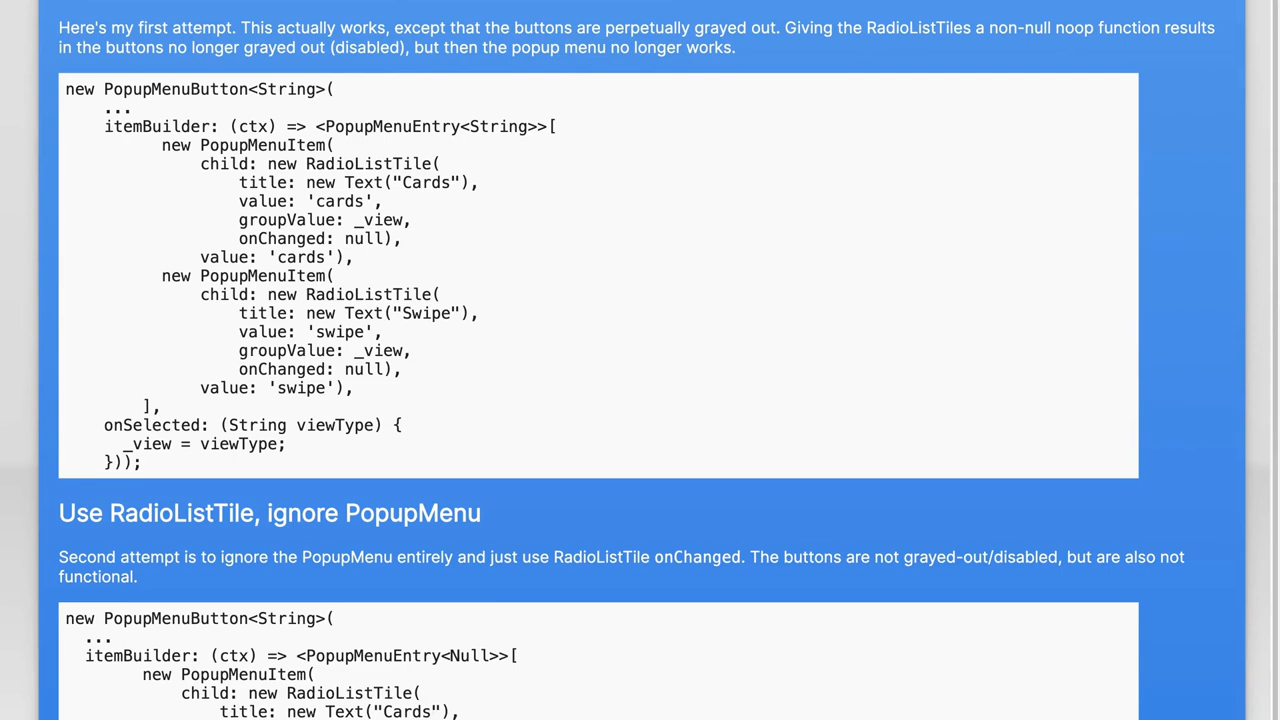 Here's my first attempt. This actually works, except that the buttons are perpetually grayed out. Giving the RadioListTiles a non-null noop function results
in the buttons no longer grayed out (disabled), but then the popup menu no longer works.
new PopupMenuButton<String>(
    ...
    itemBuilder: (ctx) => <PopupMenuEntry<String>>[
          new PopupMenuItem(
              child: new RadioListTile(
                  title: new Text("Cards"),
                  value: 'cards',
                  groupValue: _view,
                  onChanged: null),
              value: 'cards'),
          new PopupMenuItem(
              child: new RadioListTile(
                  title: new Text("Swipe"),
                  value: 'swipe',
                  groupValue: _view,
                  onChanged: null),
              value: 'swipe'),
        ],
    onSelected: (String viewType) {
      _view = viewType;
    }));
Use RadioListTile, ignore PopupMenu
Second attempt is to ignore the PopupMenu entirely and just use RadioListTile onChanged. The buttons are not grayed-out/disabled, but are also not
functional.
new PopupMenuButton<String>(
  ...
  itemBuilder: (ctx) => <PopupMenuEntry<Null>>[
        new PopupMenuItem(
            child: new RadioListTile(
                title: new Text("Cards"),